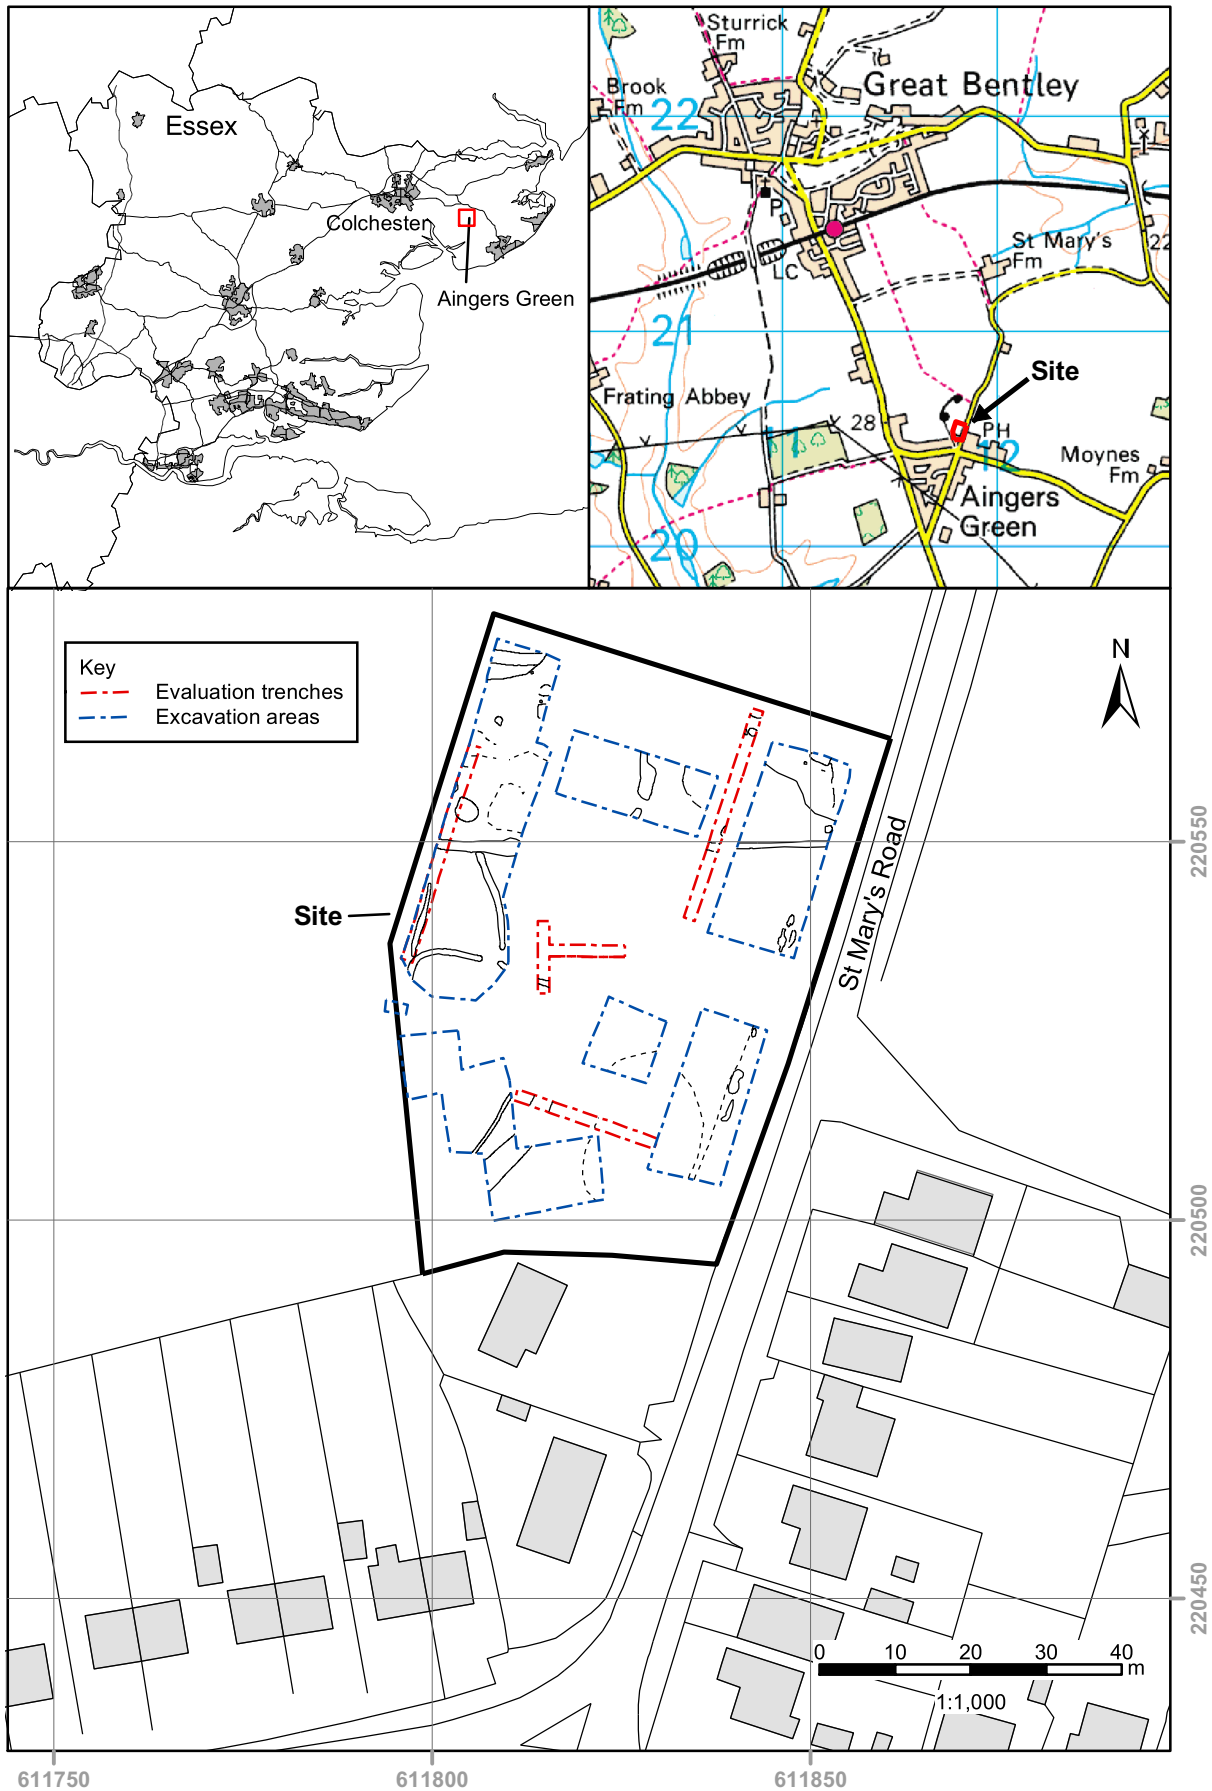 Essex
Colchester
Aingers Green
Sturrick
Fm
Brook
Fm
Great Bentley
22
P
LC
St Mary's
Fm
22
21
Site
Frating Abbey
28
PH
11
12
Moynes
Fm
Aingers
Green
20
Key
Evaluation trenches
Excavation areas
N
Site
St Mary's Road
220550
220500
220450
0 10 20 30 40
m
1:1,000
611750 611800 611850